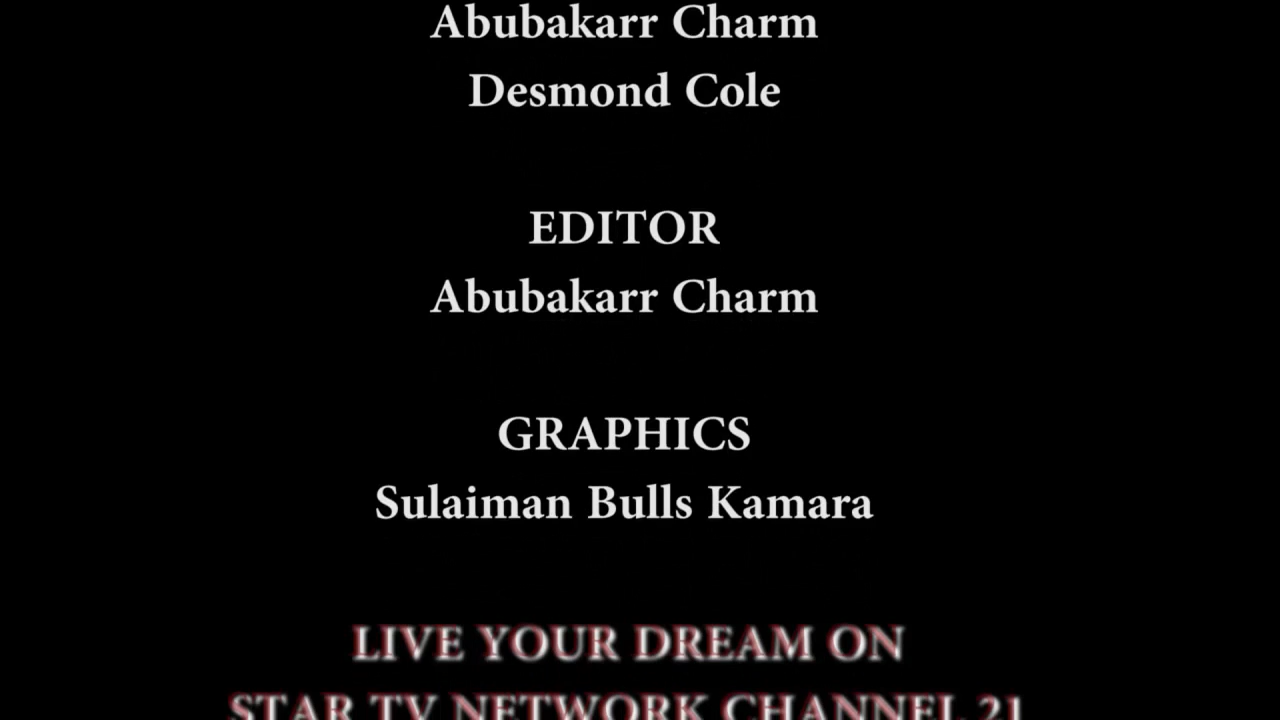 Abubakarr Charm
Desmond Cole
EDITOR
Abubakarr Charm
GRAPHICS
Sulaiman Bulls Kamara
LIVE YOUR DREAM ON
STAR TV NETWORK CHANNEL 21